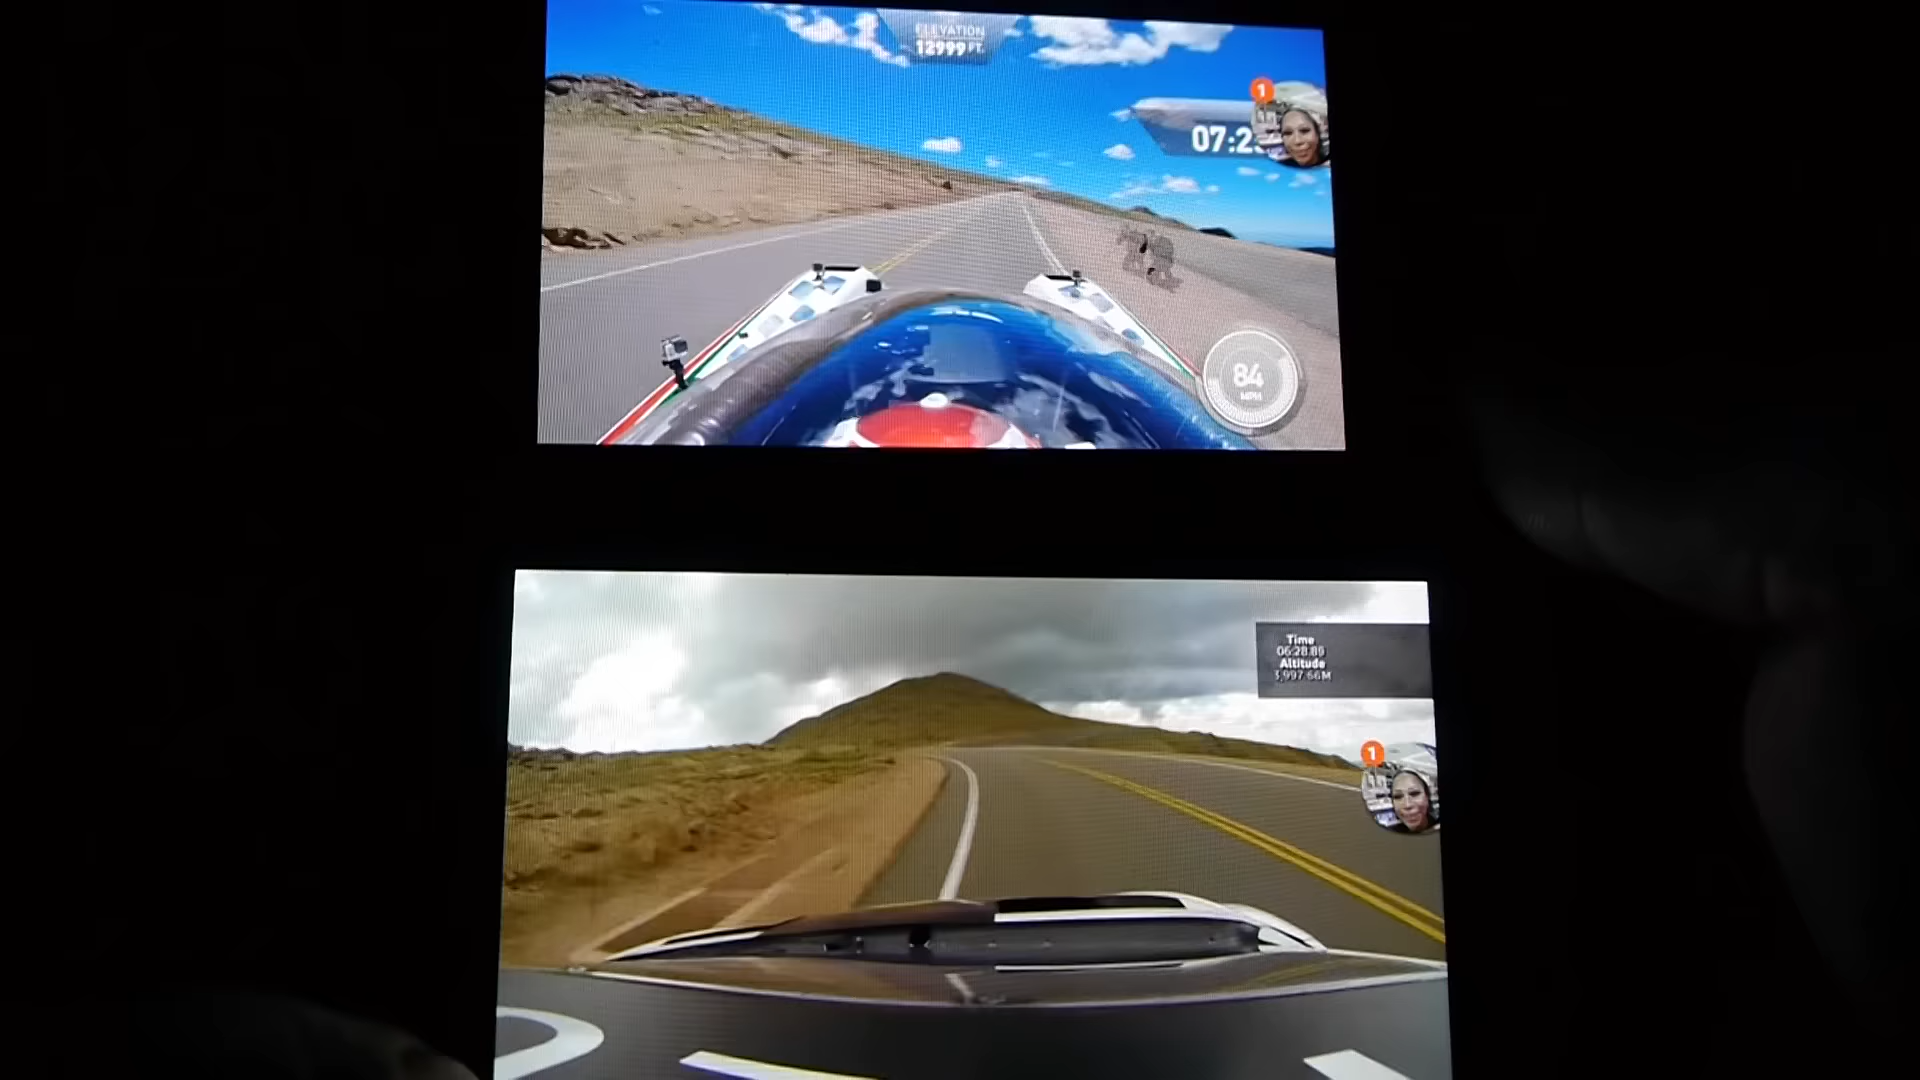 ELEVATION
12999 FT.
1
07:2
84
MPH
Time
06:28.89
Altitude
3,997.66M
1